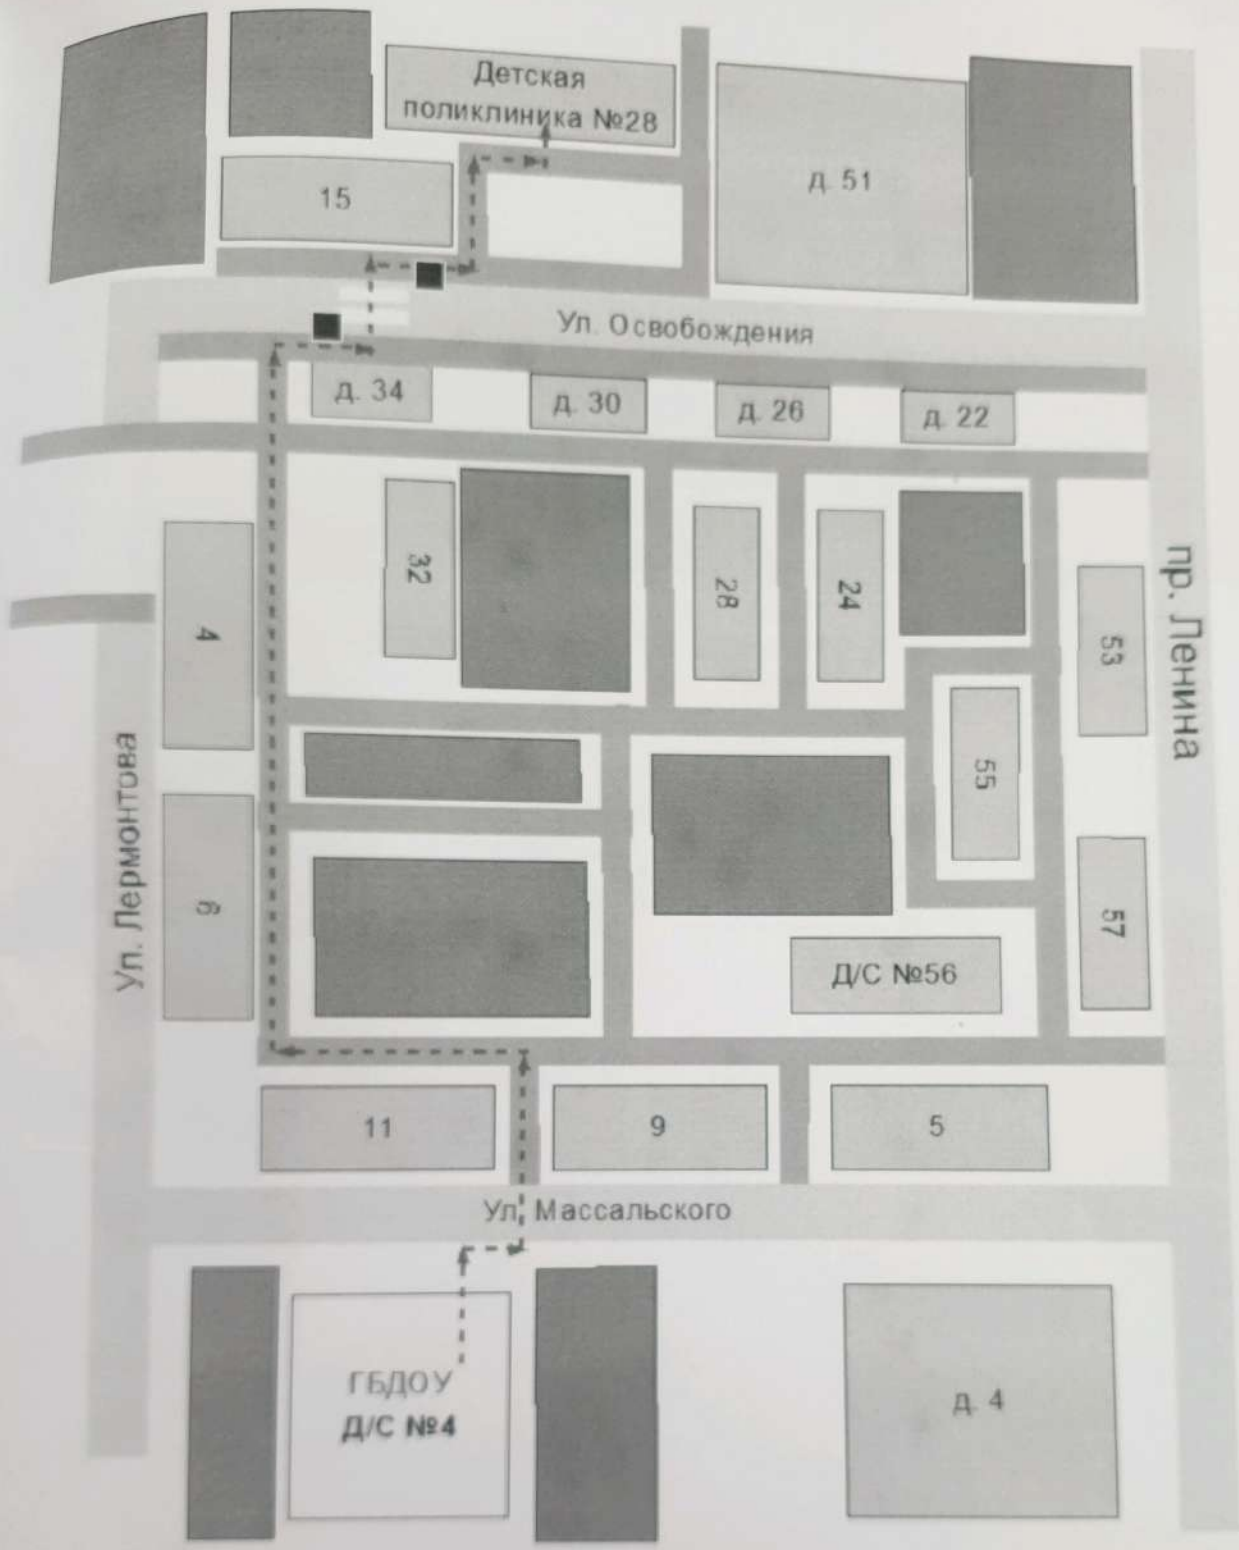 Детская
поликлиника №28
15
д. 51
Ул. Освобождения
д. 34
д. 30
д. 26
д. 22
32
28
24
53
4
55
пр. Ленина
Ул. Лермонтова
6
57
Д/С №56
11
9
5
Ул. Массальского
ГБДОУ
Д/С №4
д. 4